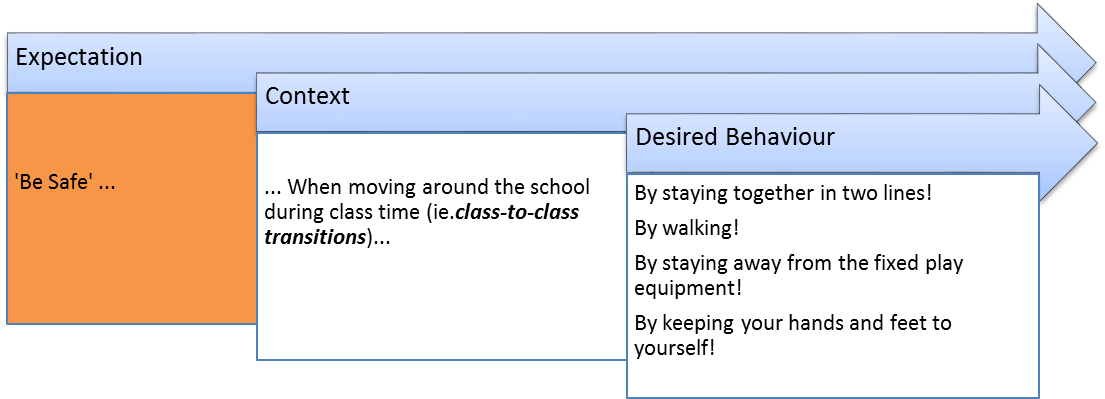 Expectation
'Be Safe' ...
Context
... When moving around the school
during class time (ie.class-to-class
transitions)...
Desired Behaviour
By staying together in two lines!
By walking!
By staying away from the fixed play
equipment!
By keeping your hands and feet to
yourself!